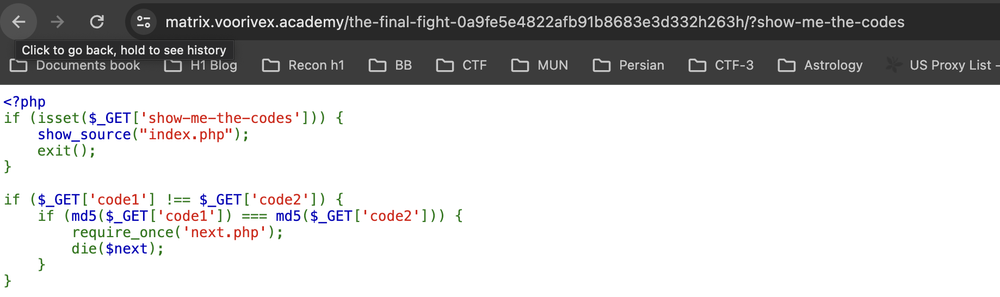 matrix.voorivex.academy/the-final-fight-0a9fe5e4822afb91b8683e3d332h263h/?show-me-the-codes
Click to go back, hold to see history
Documents book H1 Blog Recon h1 BB CTF MUN Persian CTF-3 Astrology US Proxy List -
<?php
if (isset($_GET['show-me-the-codes'])) {
    show_source("index.php");
    exit();
}
if ($_GET['code1'] !== $_GET['code2']) {
    if (md5($_GET['code1']) === md5($_GET['code2'])) {
        require_once('next.php');
        die($next);
    }
}